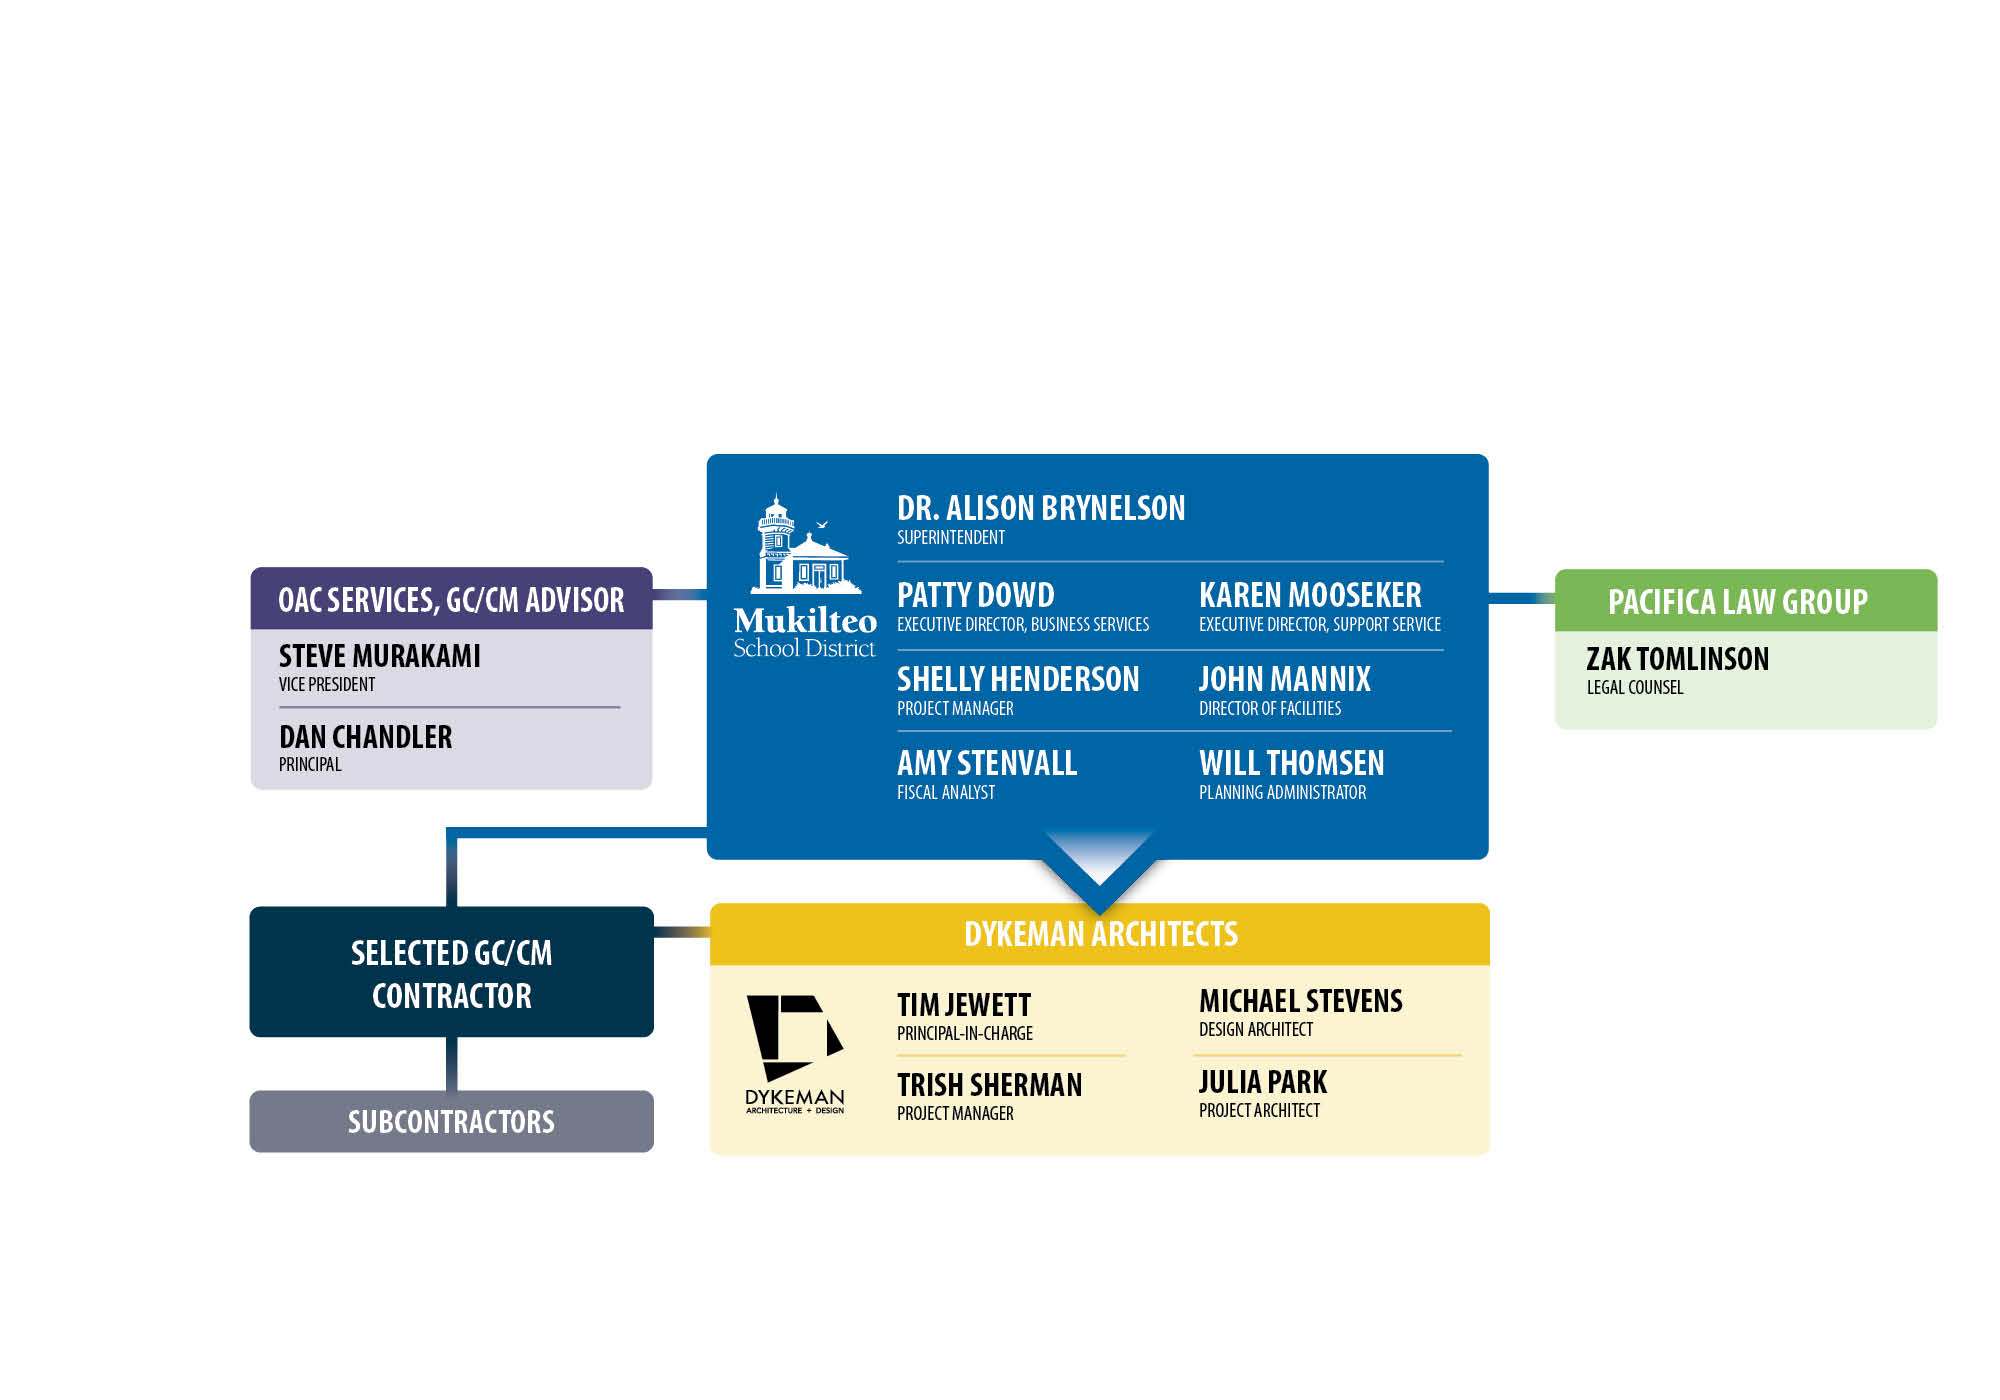 OAC SERVICES, GC/CM ADVISOR
STEVE MURAKAMI
VICE PRESIDENT
DAN CHANDLER
PRINCIPAL
Mukilteo
School District
DR. ALISON BRYNELSON
SUPERINTENDENT
PATTY DOWD
EXECUTIVE DIRECTOR, BUSINESS SERVICES
KAREN MOOSEKER
EXECUTIVE DIRECTOR, SUPPORT SERVICE
SHELLY HENDERSON
PROJECT MANAGER
JOHN MANNIX
DIRECTOR OF FACILITIES
AMY STENVALL
FISCAL ANALYST
WILL THOMSEN
PLANNING ADMINISTRATOR
PACIFICA LAW GROUP
ZAK TOMLINSON
LEGAL COUNSEL
SELECTED GC/CM
CONTRACTOR
SUBCONTRACTORS
DYKEMAN ARCHITECTS
DYKEMAN
ARCHITECTURE + DESIGN
TIM JEWETT
PRINCIPAL-IN-CHARGE
MICHAEL STEVENS
DESIGN ARCHITECT
TRISH SHERMAN
PROJECT MANAGER
JULIA PARK
PROJECT ARCHITECT